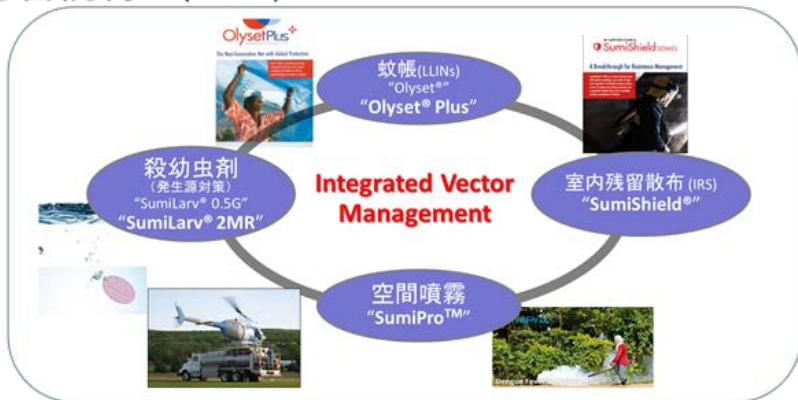 OlysetPlus
The Next-Generation Net with Added Protection
蚊帳(LLINs)
“Olyset®”
“Olyset® Plus”
SumiShield 50WG
A Breakthrough for Resistance Management
殺幼虫剤
(発生源対策)
“SumiLarv® 0.5G”
“SumiLarv® 2MR”
Integrated Vector
Management
室内残留散布 (IRS)
“SumiShield®”
空間噴霧
“SumiPro™”